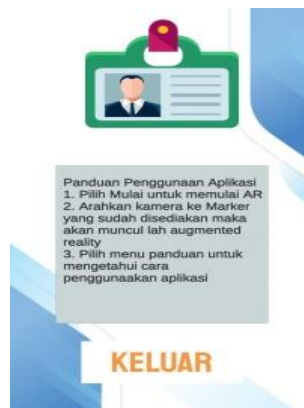 Panduan Penggunaan Aplikasi
1. Pilih Mulai untuk memulai AR
2. Arahkan kamera ke Marker
yang sudah disediakan maka
akan muncul lah augmented
reality
3. Pilih menu panduan untuk
mengetahui cara
penggunaakan aplikasi
KELUAR